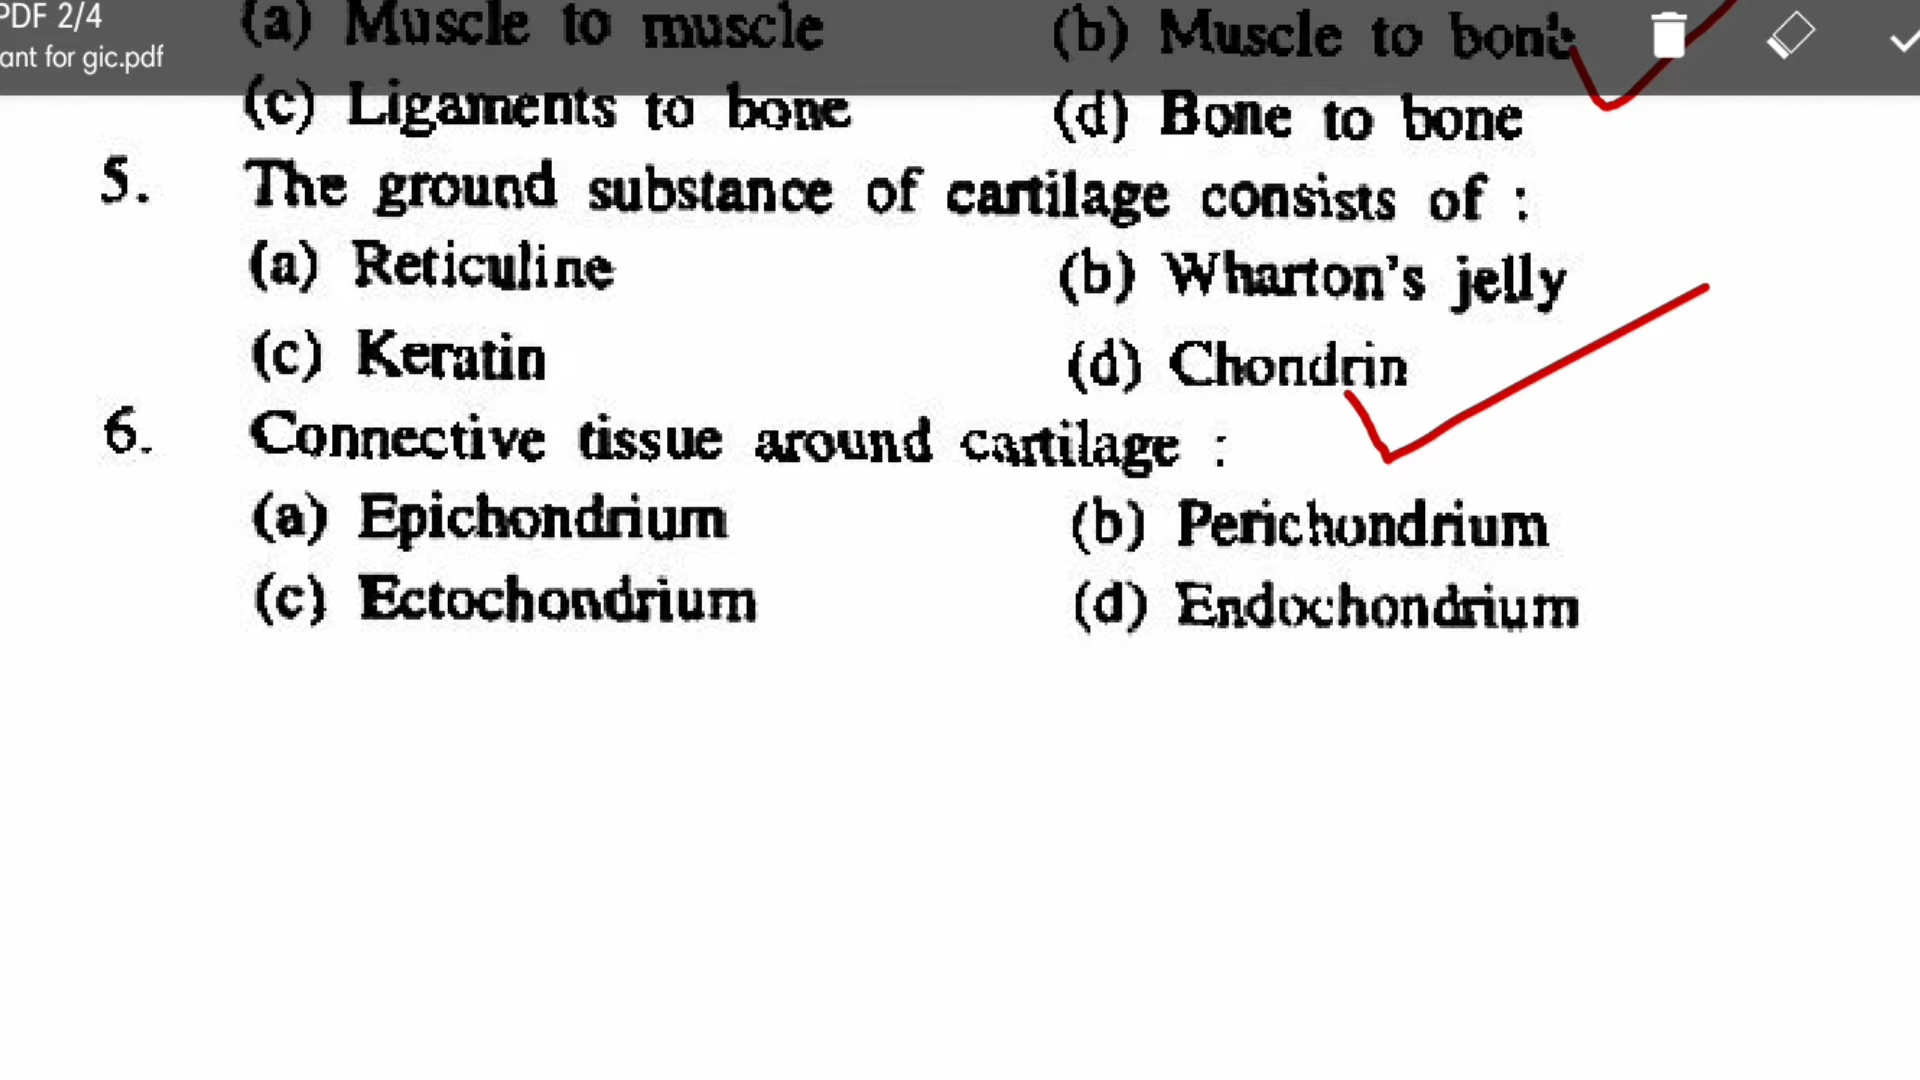 PDF 2/4
ant for gic.pdf
(a) Muscle to muscle (b) Muscle to bone
(c) Ligaments to bone (d) Bone to bone
5. The ground substance of cartilage consists of :
(a) Reticuline (b) Wharton's jelly
(c) Keratin (d) Chondrin
6. Connective tissue around cartilage :
(a) Epichondrium (b) Perichondrium
(c) Ectochondrium (d) Endochondrium